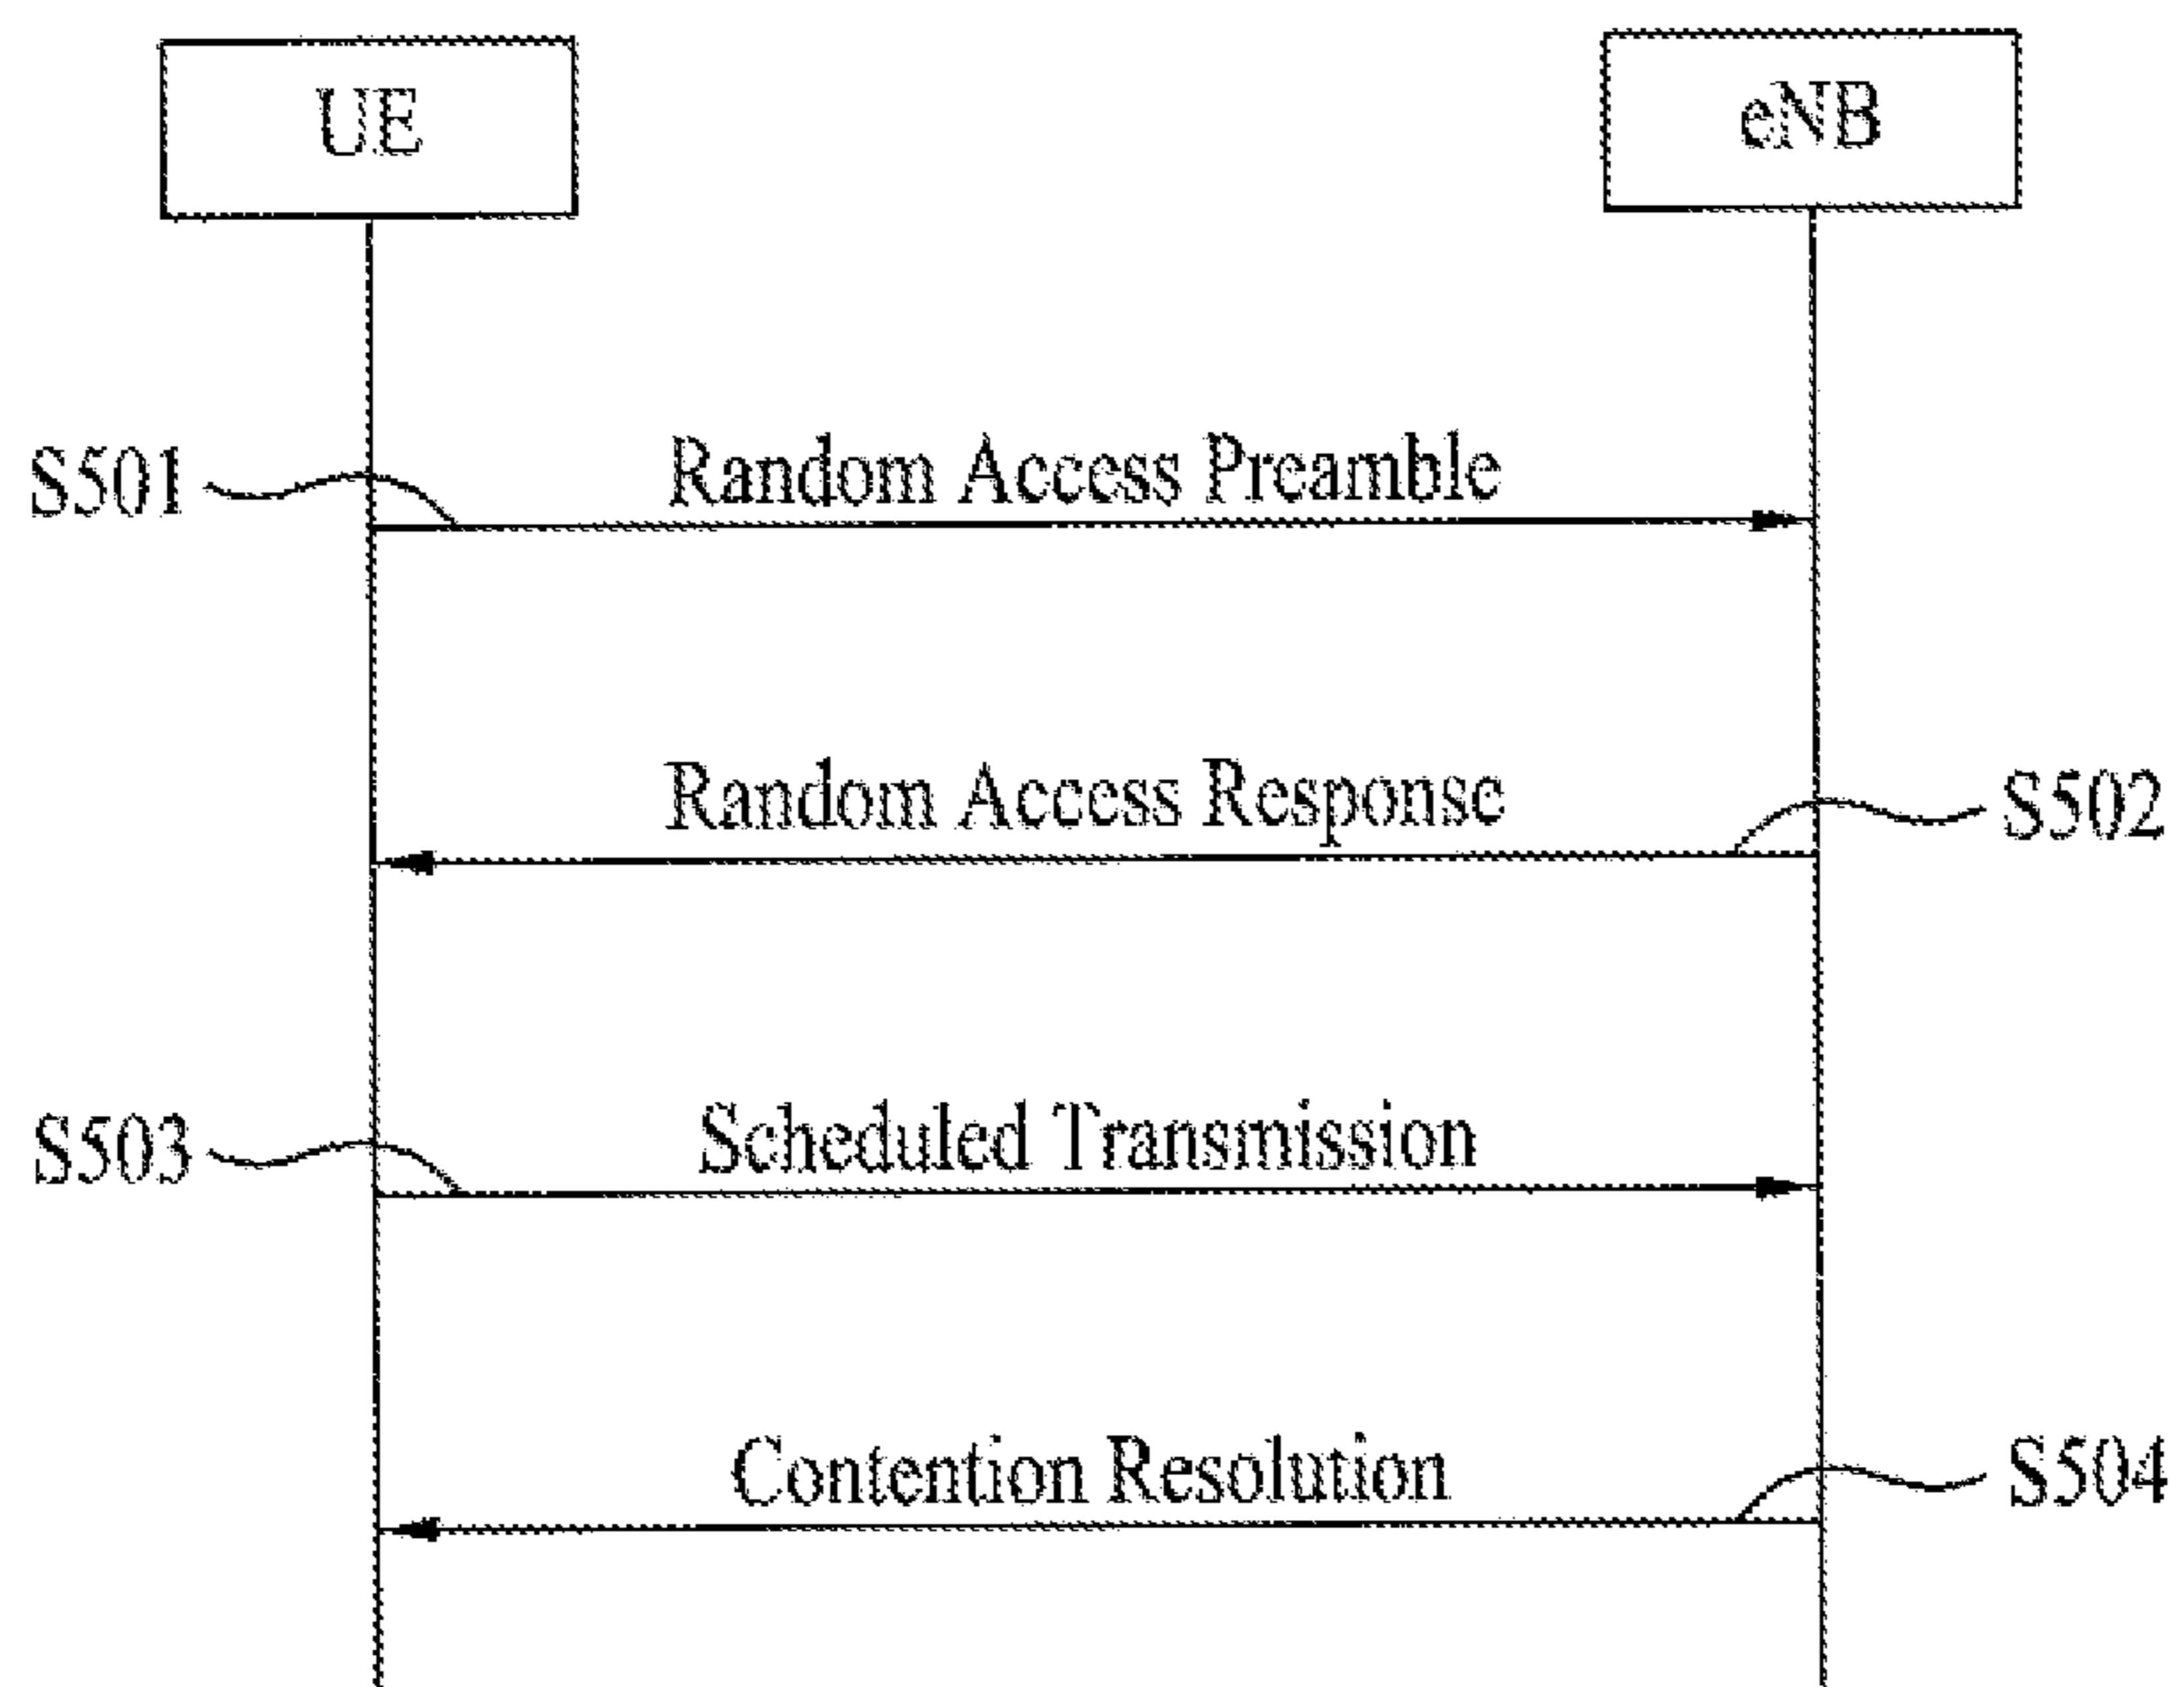 UE
eNB
S501
Random Access Preamble
Random Access Response
S502
S503
Scheduled Transmission
Contention Resolution
S504